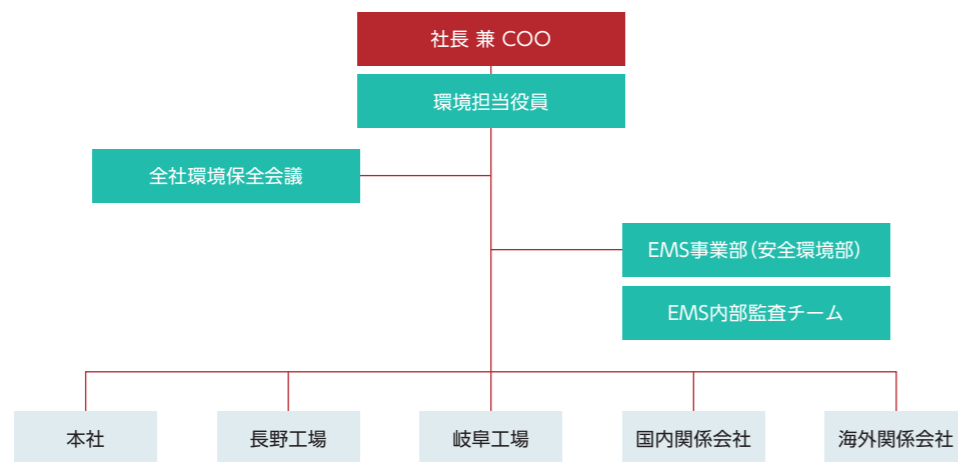 社長 兼 COO
環境担当役員
全社環境保全会議
EMS事業部(安全環境部)
EMS内部監査チーム
本社
長野工場
岐阜工場
国内関係会社
海外関係会社